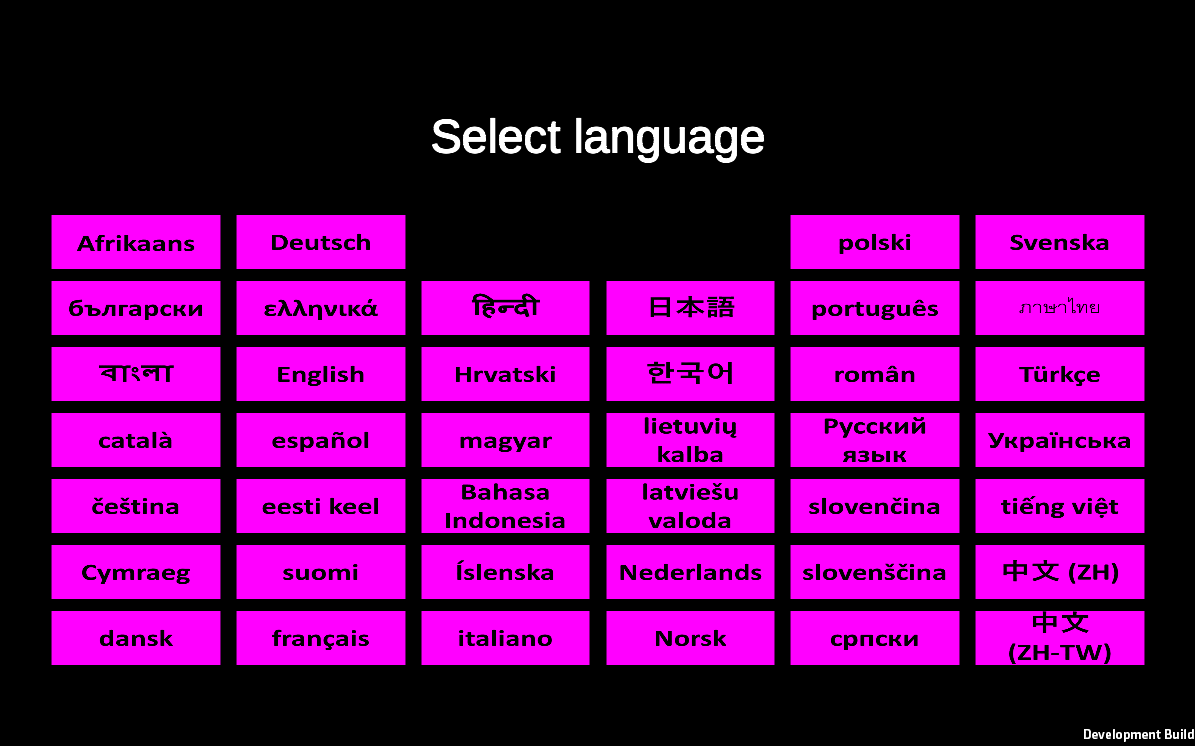 Select language
Afrikaans
Deutsch
polski
Svenska
български
ελληνικά
हिन्दी
日本語
português
ภาษาไทย
বাংলা
English
Hrvatski
한국어
român
Türkçe
català
español
magyar
lietuvių
kalba
Русский
язык
Українська
čeština
eesti keel
Bahasa
Indonesia
latviešu
valoda
slovenčina
tiếng việt
Cymraeg
suomi
Íslenska
Nederlands
slovenščina
中文 (ZH)
dansk
français
italiano
Norsk
српски
中文
(ZH-TW)
Development Build